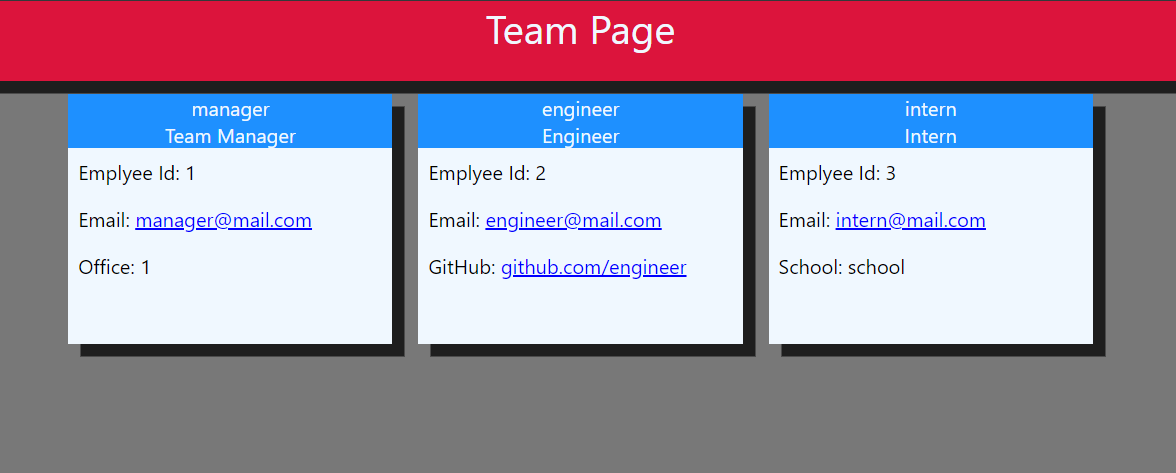 Team Page
manager
Team Manager
Emplyee Id: 1
Email: manager@mail.com
Office: 1
engineer
Engineer
Emplyee Id: 2
Email: engineer@mail.com
GitHub: github.com/engineer
intern
Intern
Emplyee Id: 3
Email: intern@mail.com
School: school